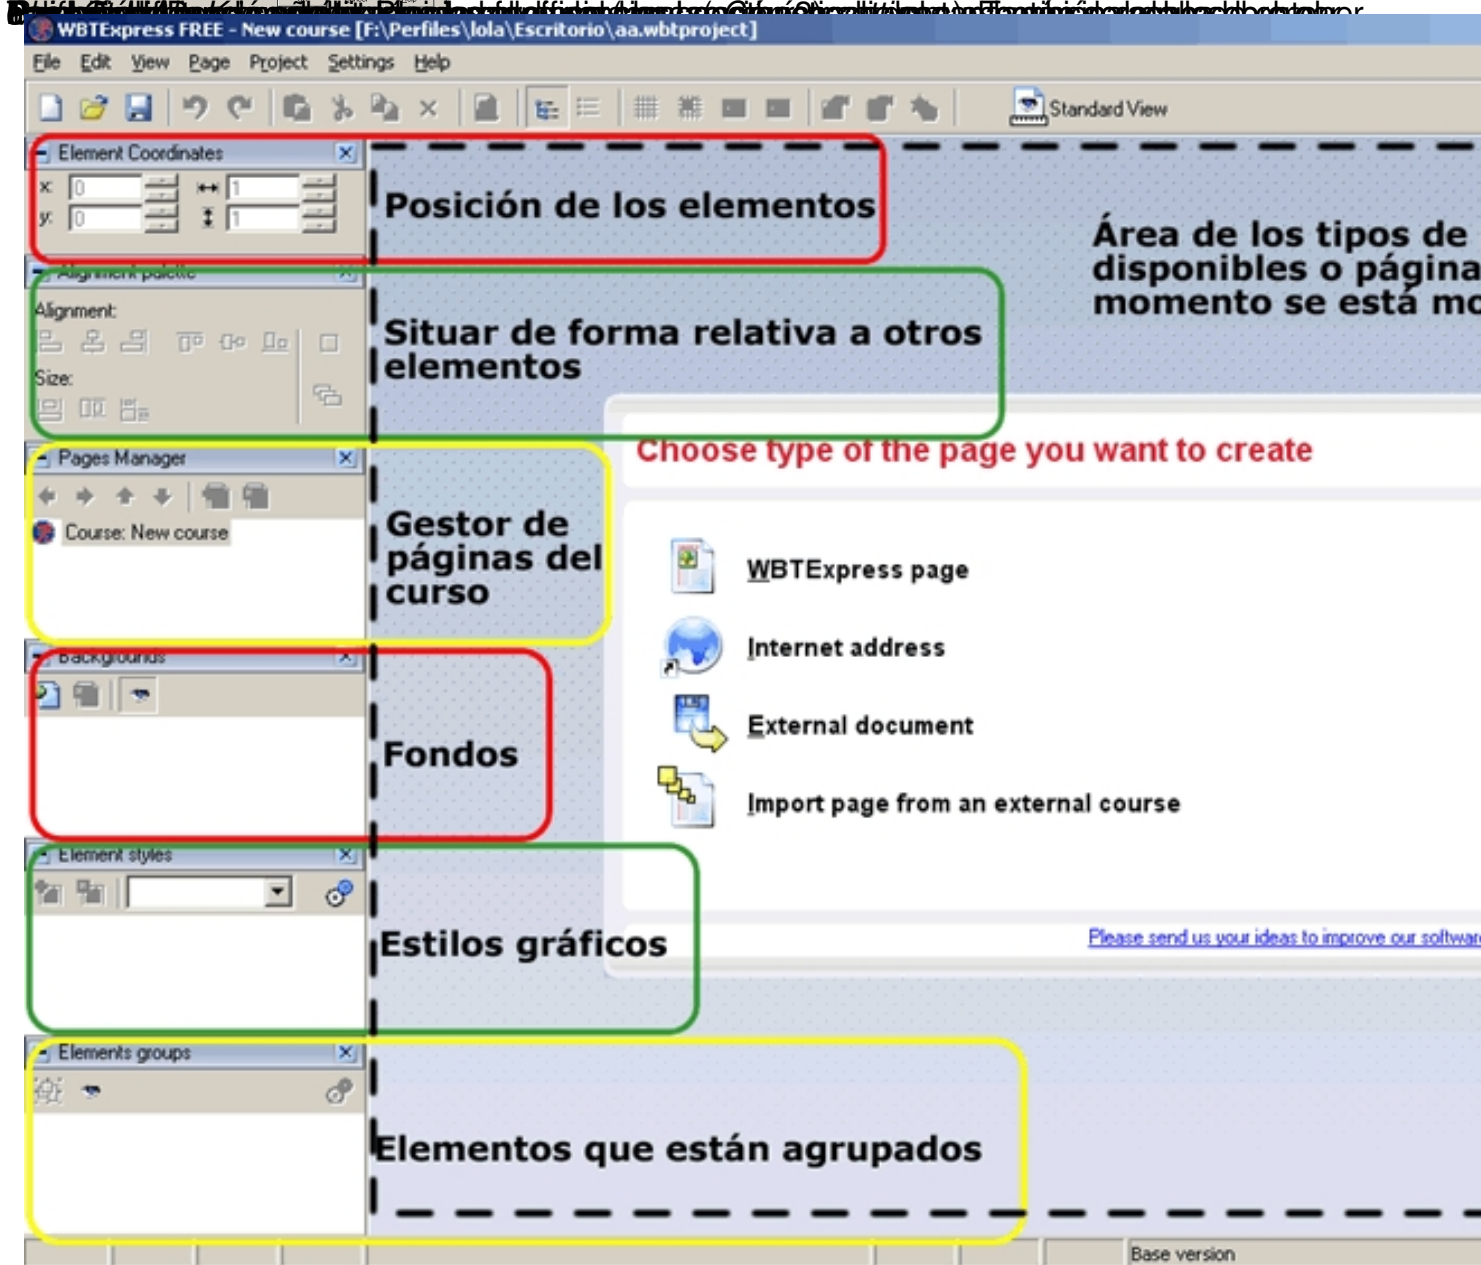 WBTExpress FREE - New course [F:\Perfiles\lola\Escritorio\aa.wbtproject]
File Edit View Page Project Settings Help
Standard View
Element Coordinates
x: 0 1
y: 0 1
Posición de los elementos
Área de los tipos de
disponibles o página
momento se está mo
Alignment palette
Alignment:
Size:
Situar de forma relativa a otros
elementos
Choose type of the page you want to create
Pages Manager
Course: New course
Gestor de
páginas del
curso
WBTExpress page
Internet address
External document
Import page from an external course
Backgrounds
Fondos
Element styles
Estilos gráficos
Please send us your ideas to improve our softwar
Elements groups
Elementos que están agrupados
Base version